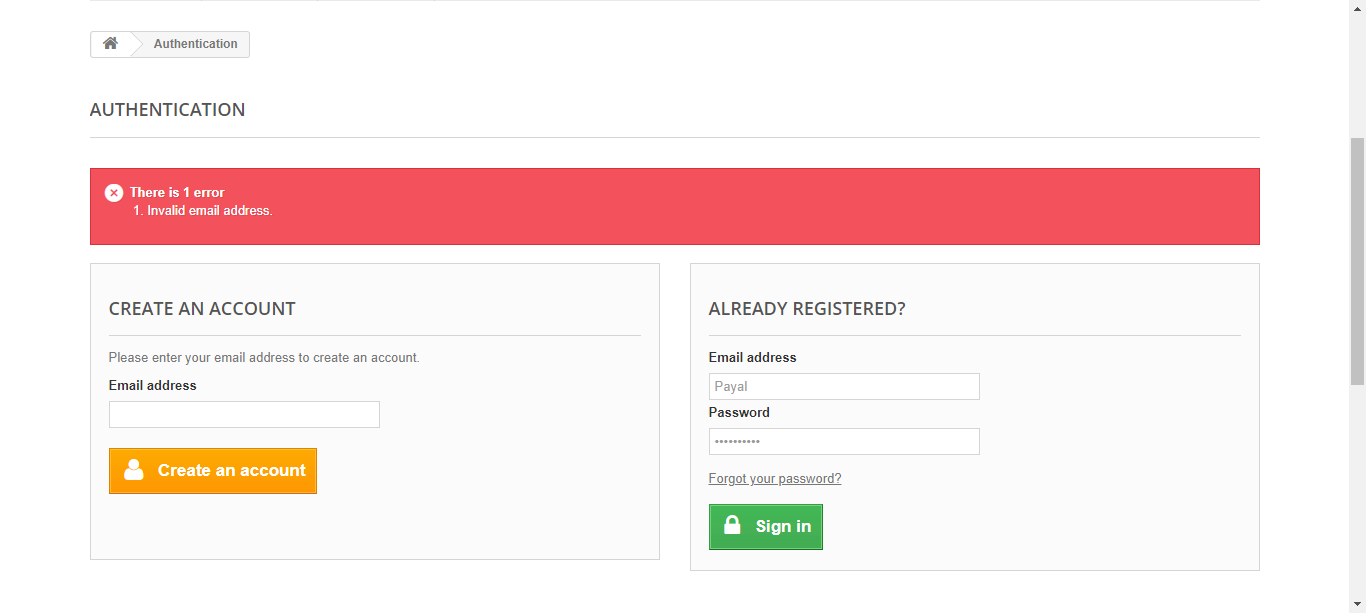 Authentication
AUTHENTICATION
There is 1 error
1. Invalid email address.
CREATE AN ACCOUNT
Please enter your email address to create an account.
Email address
Create an account
ALREADY REGISTERED?
Email address
Payal
Password
••••••••••
Forgot your password?
Sign in